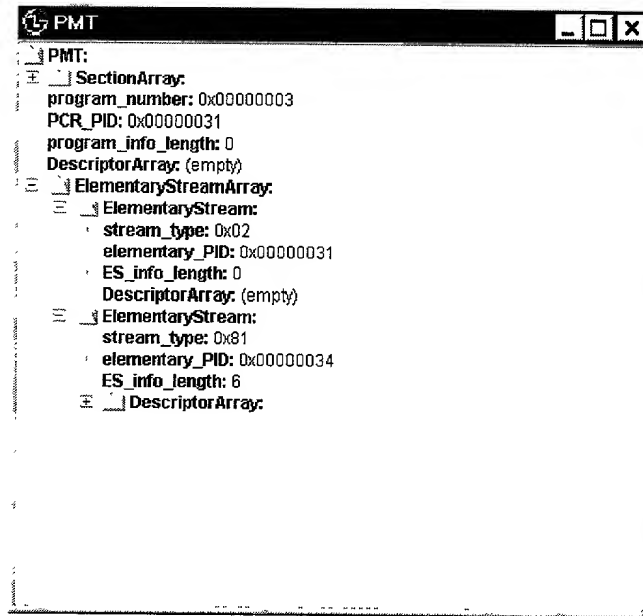 PMT
PMT:
SectionArray:
program_number: 0x00000003
PCR_PID: 0x00000031
program_info_length: 0
DescriptorArray: (empty)
ElementaryStreamArray:
ElementaryStream:
stream_type: 0x02
elementary_PID: 0x00000031
ES_info_length: 0
DescriptorArray: (empty)
ElementaryStream:
stream_type: 0x81
elementary_PID: 0x00000034
ES_info_length: 6
DescriptorArray: